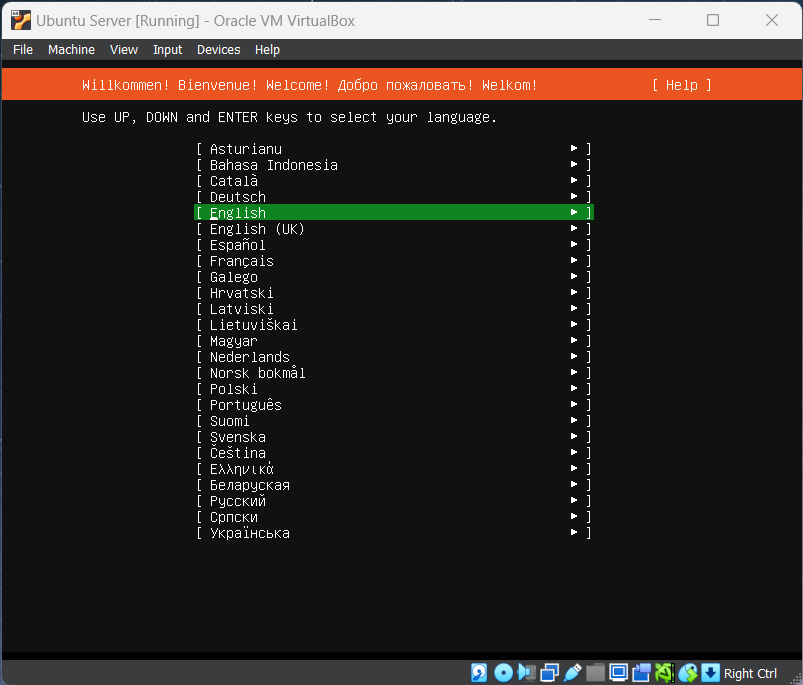 Ubuntu Server [Running] - Oracle VM VirtualBox
File Machine View Input Devices Help
Willkommen! Bienvenue! Welcome! Добро пожаловать! Welkom! [ Help ]
Use UP, DOWN and ENTER keys to select your language.
[ Asturianu ► ]
[ Bahasa Indonesia ► ]
[ Català ► ]
[ Deutsch ► ]
[ English ► ]
[ English (UK) ► ]
[ Español ► ]
[ Français ► ]
[ Galego ► ]
[ Hrvatski ► ]
[ Latviski ► ]
[ Lietuviškai ► ]
[ Magyar ► ]
[ Nederlands ► ]
[ Norsk bokmål ► ]
[ Polski ► ]
[ Português ► ]
[ Suomi ► ]
[ Svenska ► ]
[ Čeština ► ]
[ Ελληνικά ► ]
[ Беларуская ► ]
[ Русский ► ]
[ Српски ► ]
[ Українська ► ]
Right Ctrl